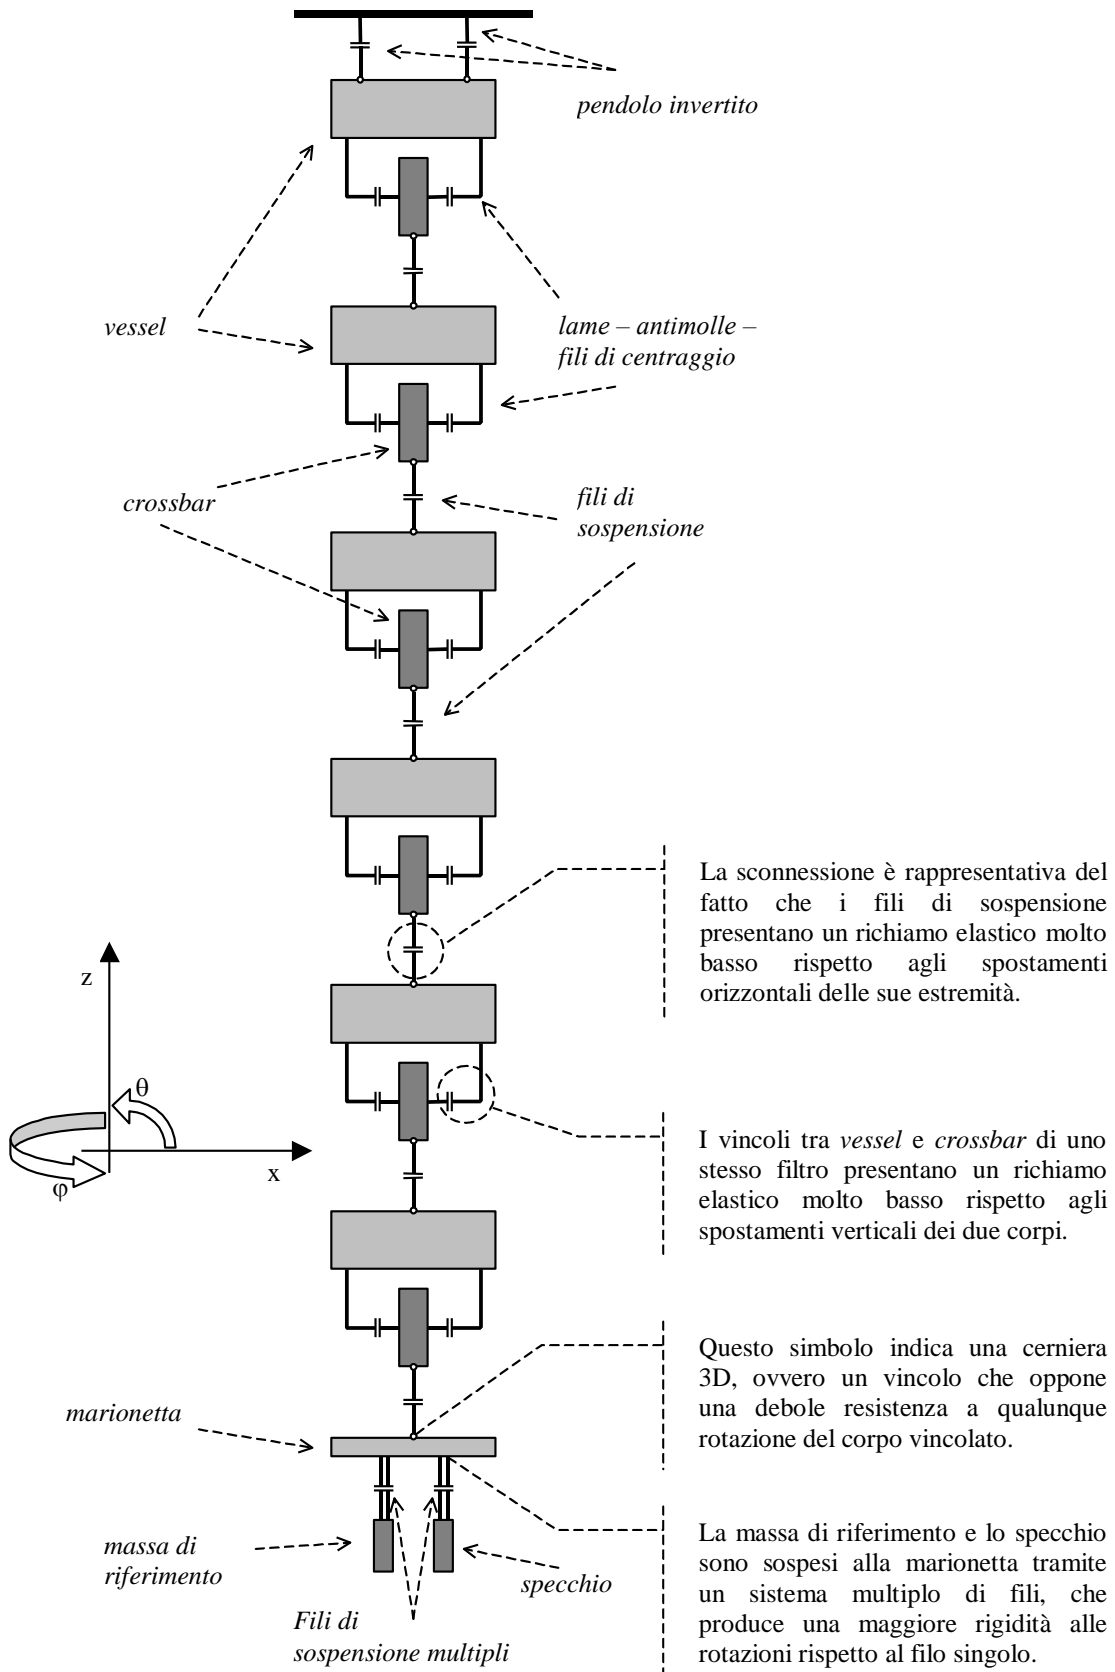 pendolo invertito
vessel
lame – antimolle –
fili di centraggio
crossbar
fili di
sospensione
La sconnessione è rappresentativa del
fatto che i fili di sospensione
presentano un richiamo elastico molto
basso rispetto agli spostamenti
orizzontali delle sue estremità.
z
θ
x
φ
I vincoli tra vessel e crossbar di uno
stesso filtro presentano un richiamo
elastico molto basso rispetto agli
spostamenti verticali dei due corpi.
Questo simbolo indica una cerniera
3D, ovvero un vincolo che oppone
una debole resistenza a qualunque
rotazione del corpo vincolato.
marionetta
massa di
riferimento
specchio
Fili di
sospensione multipli
La massa di riferimento e lo specchio
sono sospesi alla marionetta tramite
un sistema multiplo di fili, che
produce una maggiore rigidità alle
rotazioni rispetto al filo singolo.